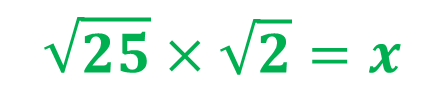 √25 × √2 = x